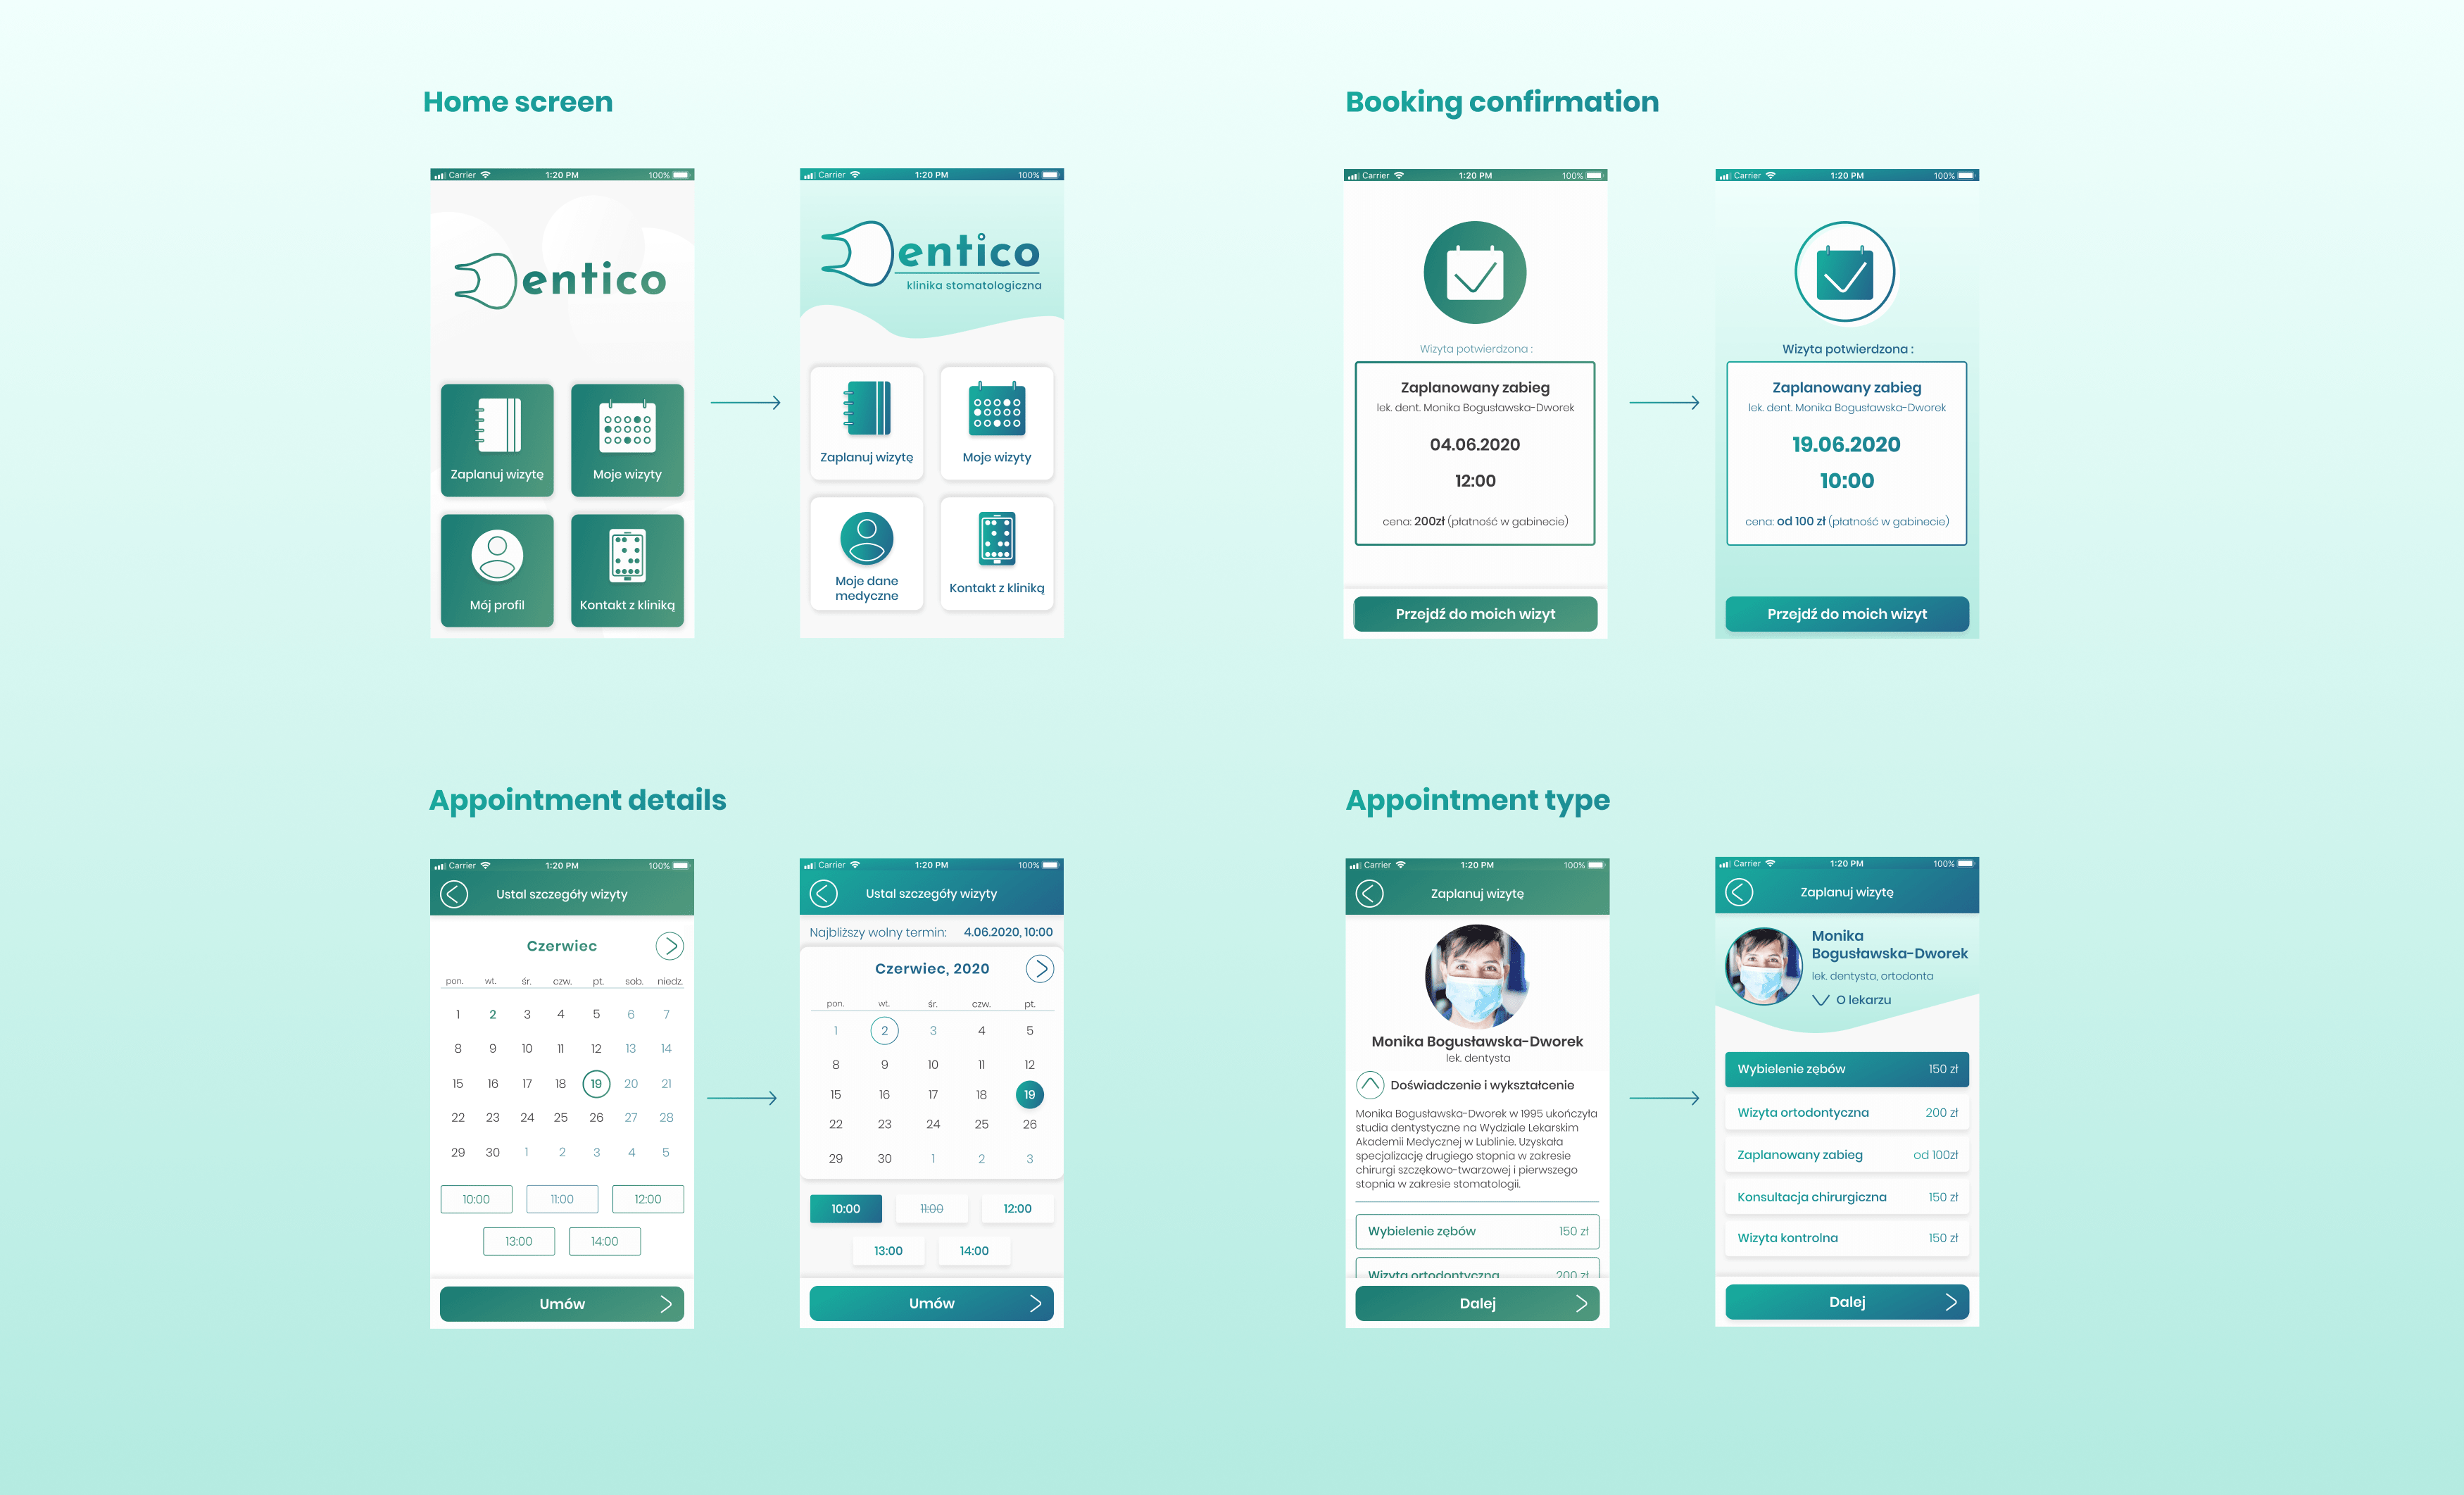 Home screen
Carrier 1:20 PM 100%
entico
Zaplanuj wizytę
Moje wizyty
Mój profil
Kontakt z kliniką
Carrier 1:20 PM 100%
entico
klinika stomatologiczna
Zaplanuj wizytę
Moje wizyty
Moje dane
medyczne
Kontakt z kliniką
Booking confirmation
Carrier 1:20 PM 100%
Wizyta potwierdzona :
Zaplanowany zabieg
lek. dent. Monika Bogusławska-Dworek
04.06.2020
12:00
cena: 200zł (płatność w gabinecie)
Przejdź do moich wizyt
Carrier 1:20 PM 100%
Wizyta potwierdzona :
Zaplanowany zabieg
lek. dent. Monika Bogusławska-Dworek
19.06.2020
10:00
cena: od 100 zł (płatność w gabinecie)
Przejdź do moich wizyt
Appointment details
Carrier 1:20 PM 100%
Ustal szczegóły wizyty
Czerwiec
pon. wt. śr. czw. pt. sob. niedz.
1 2 3 4 5 6 7
8 9 10 11 12 13 14
15 16 17 18 19 20 21
22 23 24 25 26 27 28
29 30 1 2 3 4 5
10:00 11:00 12:00
13:00 14:00
Umów
Carrier 1:20 PM 100%
Ustal szczegóły wizyty
Najbliższy wolny termin: 4.06.2020, 10:00
Czerwiec, 2020
pon. wt. śr. czw. pt.
1 2 3 4 5
8 9 10 11 12
15 16 17 18 19
22 23 24 25 26
29 30 1 2 3
10:00 11:00 12:00
13:00 14:00
Umów
Appointment type
Carrier 1:20 PM 100%
Zaplanuj wizytę
Monika Bogusławska-Dworek
lek. dentysta
Doświadczenie i wykształcenie
Monika Bogusławska-Dworek w 1995 ukończyła
studia dentystyczne na Wydziale Lekarskim
Akademii Medycznej w Lublinie. Uzyskała
specjalizację drugiego stopnia w zakresie
chirurgi szczękowo-twarzowej i pierwszego
stopnia w zakresie stomatologii.
Wybielenie zębów 150 zł
Wizyta ortodontyczna 200 zł
Dalej
Carrier 1:20 PM 100%
Zaplanuj wizytę
Monika
Bogusławska-Dworek
lek. dentysta, ortodonta
O lekarzu
Wybielenie zębów 150 zł
Wizyta ortodontyczna 200 zł
Zaplanowany zabieg od 100zł
Konsultacja chirurgiczna 150 zł
Wizyta kontrolna 150 zł
Dalej